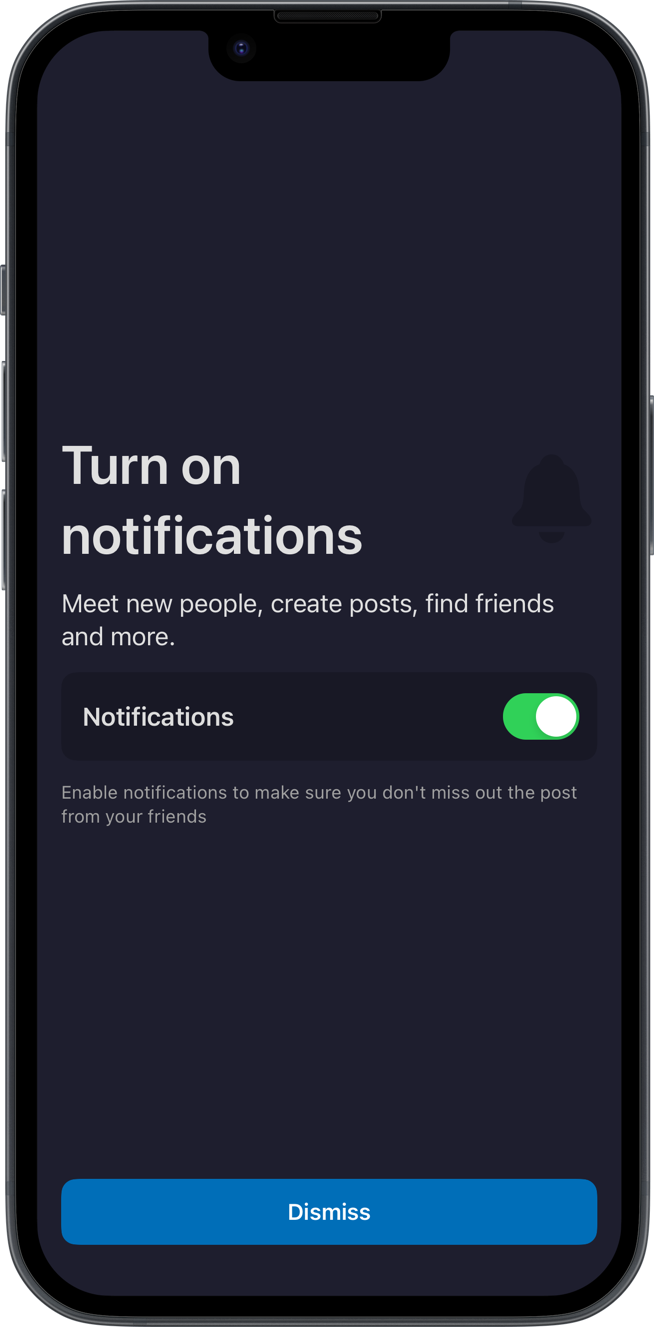 Turn on
notifications
Meet new people, create posts, find friends
and more.
Notifications
Enable notifications to make sure you don't miss out the post
from your friends
Dismiss